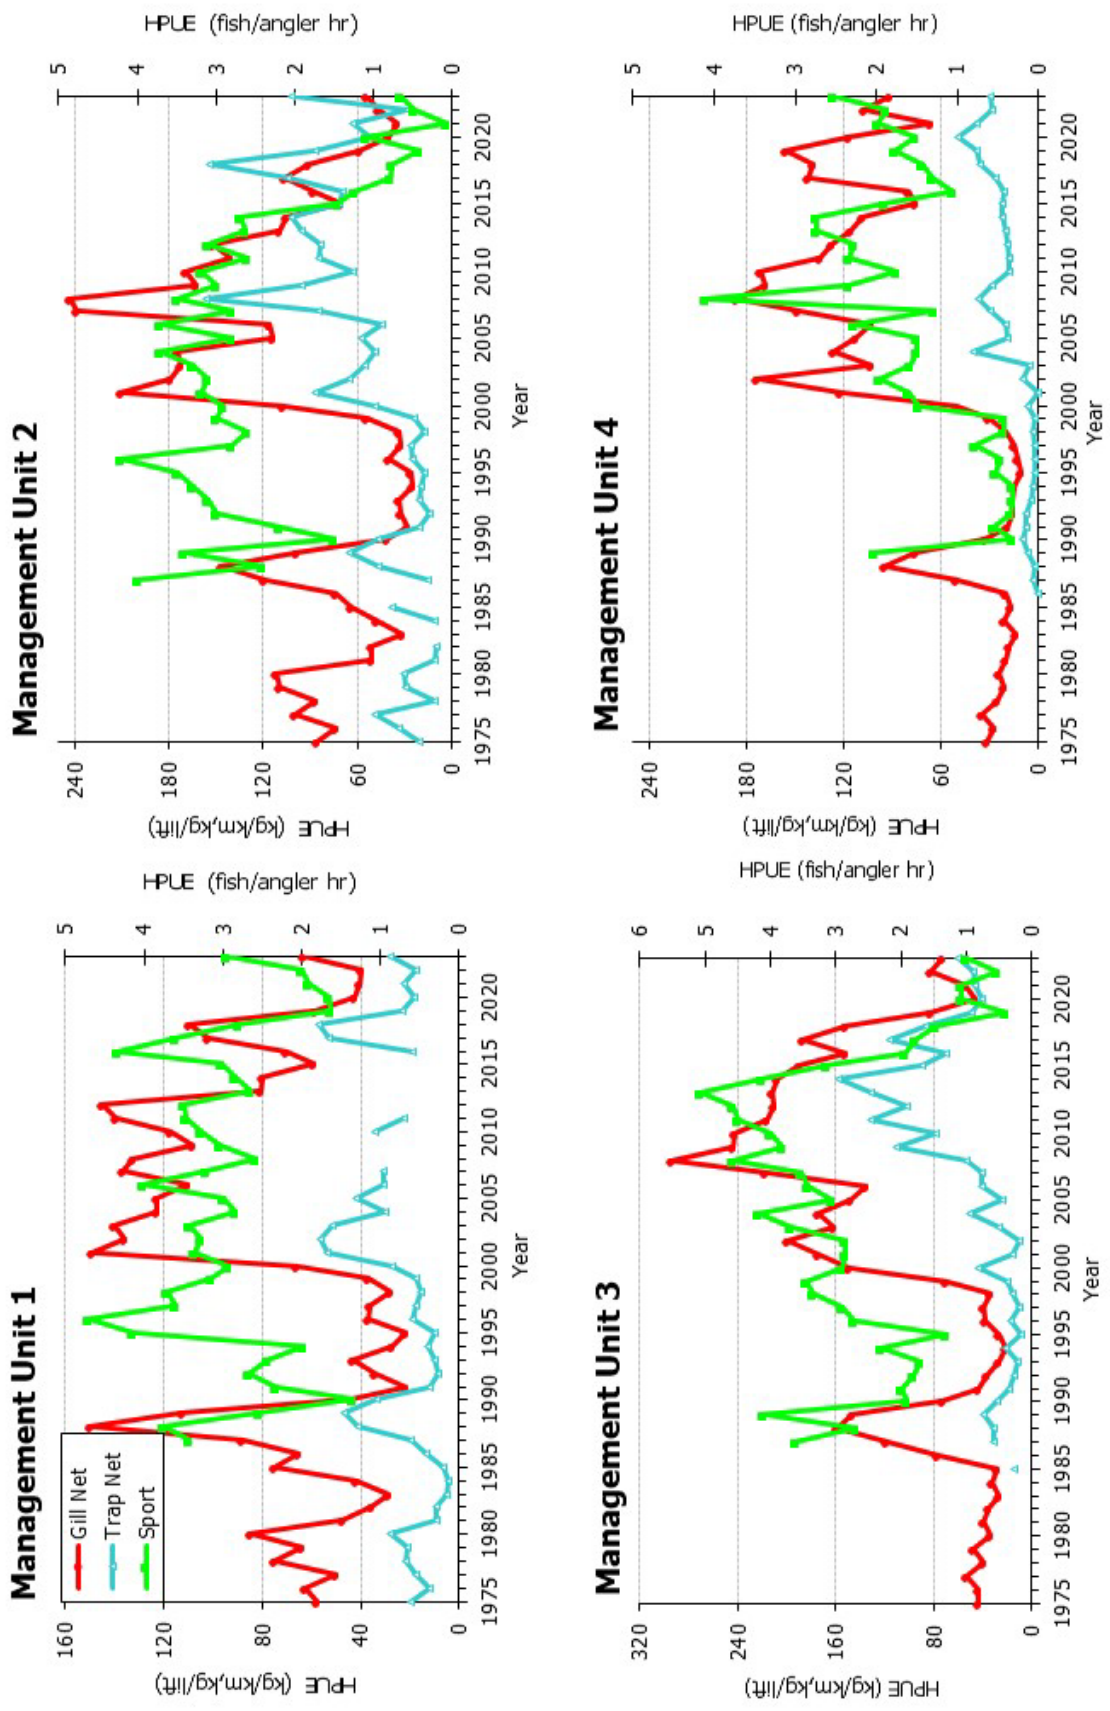 Management Unit 1
HPUE (kg/km,kg/lift)
160
120
80
40
0
Gill Net
Trap Net
Sport
HPUE (fish/angler hr)
5
4
3
2
1
0
1975 1980 1985 1990 1995 2000 2005 2010 2015 2020
Year
Management Unit 2
HPUE (kg/km,kg/lift)
240
180
120
60
0
HPUE (fish/angler hr)
5
4
3
2
1
0
1975 1980 1985 1990 1995 2000 2005 2010 2015 2020
Year
Management Unit 3
HPUE (kg/km,kg/lift)
320
240
160
80
0
HPUE (fish/angler hr)
6
5
4
3
2
1
0
1975 1980 1985 1990 1995 2000 2005 2010 2015 2020
Year
Management Unit 4
HPUE (kg/km,kg/lift)
240
180
120
60
0
HPUE (fish/angler hr)
5
4
3
2
1
0
1975 1980 1985 1990 1995 2000 2005 2010 2015 2020
Year